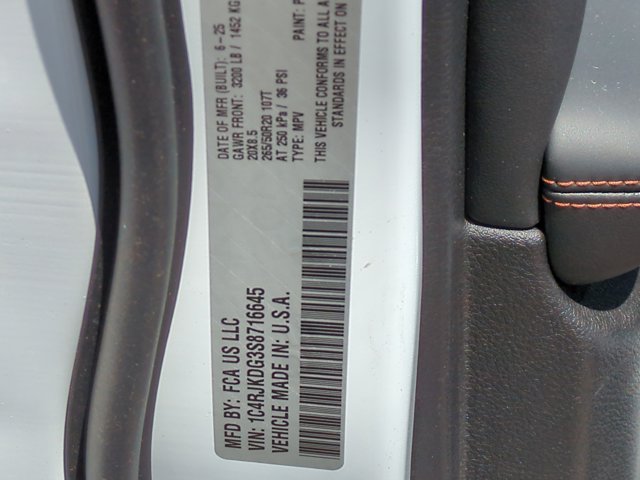 MFD BY: FCA US LLC
VIN: 1C4RJKDG3S8716645
VEHICLE MADE IN: U.S.A.
DATE OF MFR (BUILT): 6-25
GAWR FRONT: 3200 LB / 1452 KG
20X8.5
265/50R20 107T
AT 250 kPa / 36 PSI
TYPE: MPV PAINT: P
THIS VEHICLE CONFORMS TO A
STANDARDS IN EFFECT ON